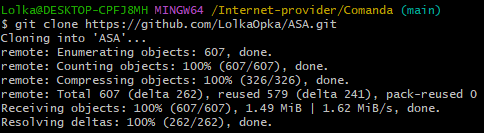 Lolka@DESKTOP-CPFJ8MH MINGW64 /Internet-provider/Comanda (main)
$ git clone https://github.com/LolkaOpka/ASA.git
Cloning into 'ASA'...
remote: Enumerating objects: 607, done.
remote: Counting objects: 100% (607/607), done.
remote: Compressing objects: 100% (326/326), done.
remote: Total 607 (delta 262), reused 579 (delta 241), pack-reused 0
Receiving objects: 100% (607/607), 1.49 MiB | 1.62 MiB/s, done.
Resolving deltas: 100% (262/262), done.